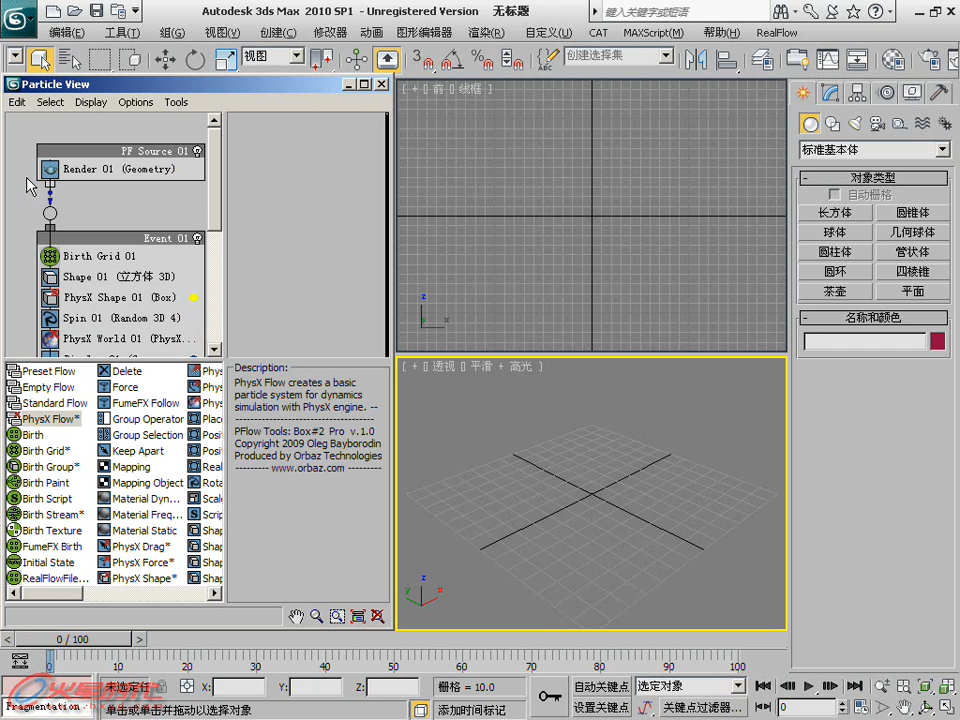 Autodesk 3ds Max 2010 SP1 - Unregistered Version 无标题
键入关键字或短语
编辑(E) 工具(T) 组(G) 视图(V) 创建(C) 修改器 动画 图形编辑器 渲染(R) 自定义(U) CAT MAXScript(M) 帮助(H) RealFlow
视图 创建选择集
Particle View
Edit Select Display Options Tools
PF Source 01
Render 01 (Geometry)
Event 01
Birth Grid 01
Shape 01 (立方体 3D)
PhysX Shape 01 (Box)
Spin 01 (Random 3D 4)
PhysX World 01 (PhysX...
Preset Flow Delete Phys
Empty Flow Force Phys
Standard Flow FumeFX Follow Phys
PhysX Flow* Group Operator Plac
Birth Group Selection Posi
Birth Grid* Keep Apart Posi
Birth Group* Mapping Real
Birth Paint Mapping Object Rota
Birth Script Material Dyn... Scale
Birth Stream* Material Freq... Scri
Birth Texture Material Static Shap
FumeFX Birth PhysX Drag* Shap
Initial State PhysX Force* Shap
RealFlowFile... PhysX Shape* Shap
Description:
PhysX Flow creates a basic
particle system for dynamics
simulation with PhysX engine. --
PFlow Tools: Box#2 Pro v.1.0
Copyright 2009 Oleg Bayborodin
Produced by Orbaz Technologies
--------- www.orbaz.com ---------
[ + [] 前 [] 线框 ]
z
x
[ + [] 透视 [] 平滑 + 高光 ]
z
y x
标准基本体
- 对象类型
自动栅格
长方体 圆锥体
球体 几何球体
圆柱体 管状体
圆环 四棱锥
茶壶 平面
- 名称和颜色
0 / 100
0 10 20 30 40 50 60 70 80 90 100
未选定任 X: Y: Z: 栅格 = 10.0 自动关键点 选定对象
Fragmentation 单击或单击并拖动以选择对象 添加时间标记 设置关键点 关键点过滤器... 0